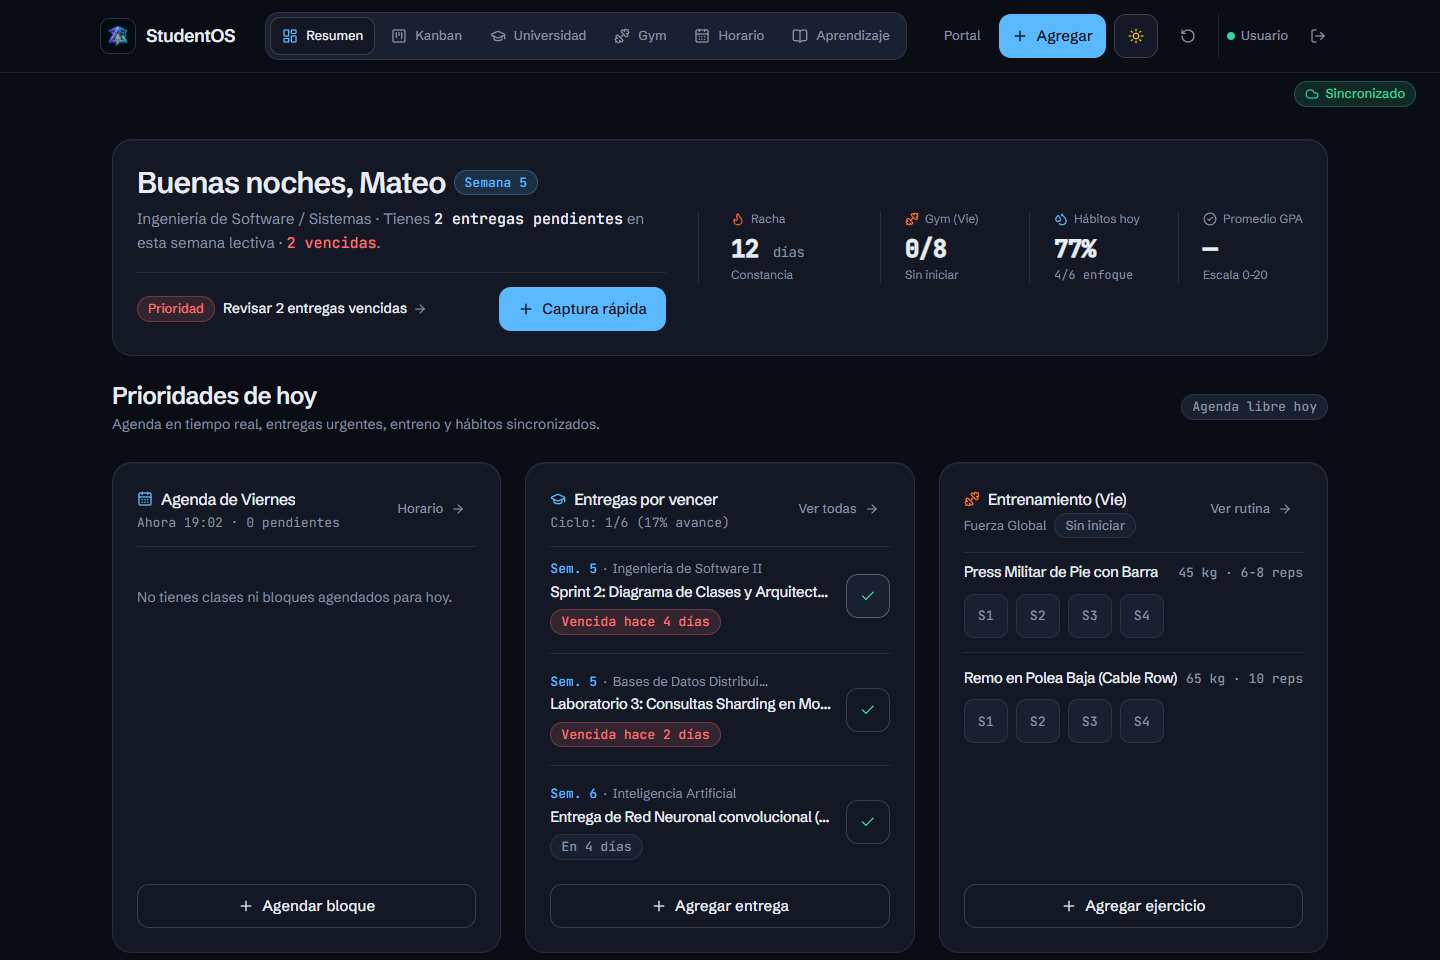 StudentOS
Resumen
Kanban
Universidad
Gym
Horario
Aprendizaje
Portal
Agregar
Usuario
Sincronizado
Buenas noches, Mateo
Semana 5
Ingeniería de Software / Sistemas · Tienes 2 entregas pendientes en
esta semana lectiva · 2 vencidas.
Prioridad
Revisar 2 entregas vencidas →
Captura rápida
Racha
12 días
Constancia
Gym (Vie)
0/8
Sin iniciar
Hábitos hoy
77%
4/6 enfoque
Promedio GPA
—
Escala 0-20
Prioridades de hoy
Agenda en tiempo real, entregas urgentes, entreno y hábitos sincronizados.
Agenda libre hoy
Agenda de Viernes
Ahora 19:02 · 0 pendientes
Horario →
No tienes clases ni bloques agendados para hoy.
Agendar bloque
Entregas por vencer
Ciclo: 1/6 (17% avance)
Ver todas →
Sem. 5 · Ingeniería de Software II
Sprint 2: Diagrama de Clases y Arquitect...
Vencida hace 4 días
Sem. 5 · Bases de Datos Distribui...
Laboratorio 3: Consultas Sharding en Mo...
Vencida hace 2 días
Sem. 6 · Inteligencia Artificial
Entrega de Red Neuronal convolucional (...
En 4 días
Agregar entrega
Entrenamiento (Vie)
Fuerza Global
Sin iniciar
Ver rutina →
Press Militar de Pie con Barra
45 kg · 6-8 reps
S1 S2 S3 S4
Remo en Polea Baja (Cable Row)
65 kg · 10 reps
S1 S2 S3 S4
Agregar ejercicio